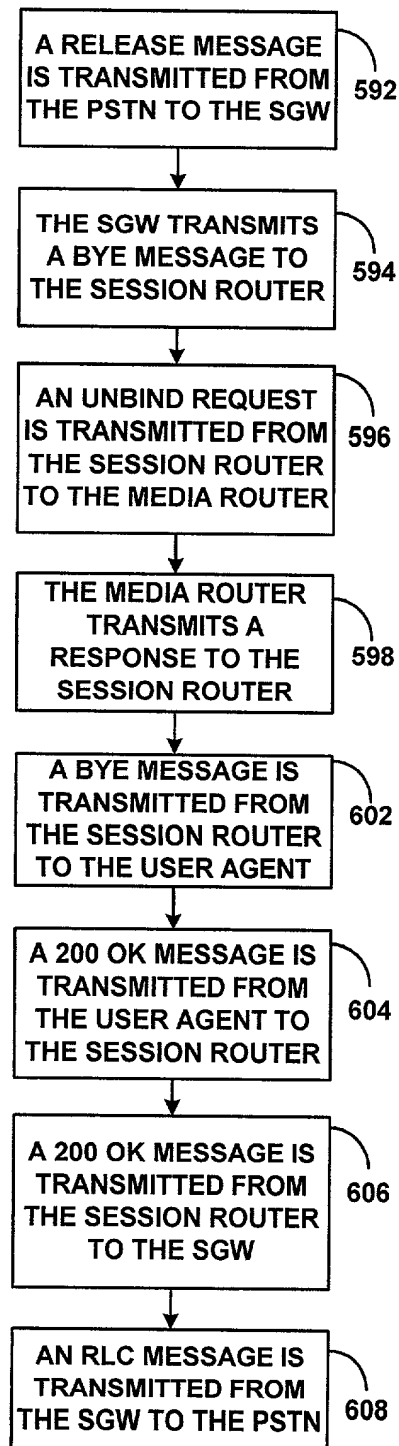 A RELEASE MESSAGE
IS TRANSMITTED FROM
THE PSTN TO THE SGW
592
THE SGW TRANSMITS
A BYE MESSAGE TO
THE SESSION ROUTER
594
AN UNBIND REQUEST
IS TRANSMITTED FROM
THE SESSION ROUTER
TO THE MEDIA ROUTER
596
THE MEDIA ROUTER
TRANSMITS A
RESPONSE TO THE
SESSION ROUTER
598
A BYE MESSAGE IS
TRANSMITTED FROM
THE SESSION ROUTER
TO THE USER AGENT
602
A 200 OK MESSAGE IS
TRANSMITTED FROM
THE USER AGENT TO
THE SESSION ROUTER
604
A 200 OK MESSAGE IS
TRANSMITTED FROM
THE SESSION ROUTER
TO THE SGW
606
AN RLC MESSAGE IS
TRANSMITTED FROM
THE SGW TO THE PSTN
608